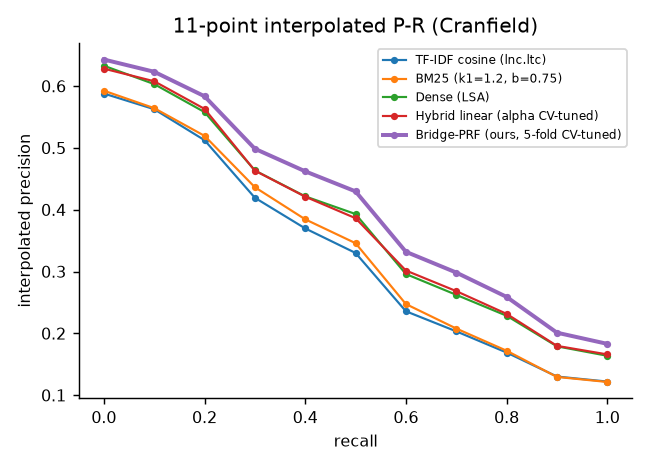 11-point interpolated P-R (Cranfield)
TF-IDF cosine (lnc.ltc)
BM25 (k1=1.2, b=0.75)
Dense (LSA)
Hybrid linear (alpha CV-tuned)
Bridge-PRF (ours, 5-fold CV-tuned)
interpolated precision
0.6
0.5
0.4
0.3
0.2
0.1
0.0 0.2 0.4 0.6 0.8 1.0
recall